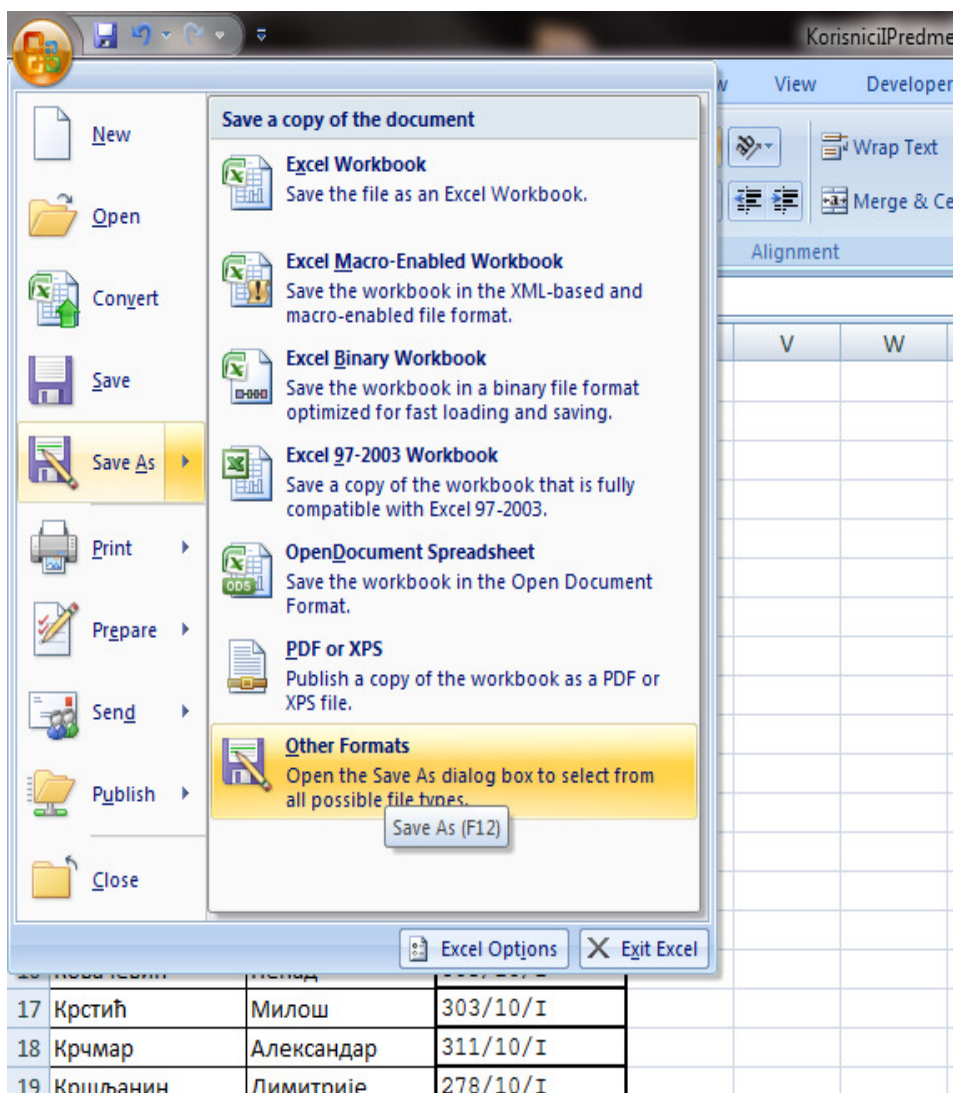 KorisniciIPredme
View Developer
New
Open
Convert
Save
Save As
Print
Prepare
Send
Publish
Close
Save a copy of the document
Excel Workbook
Save the file as an Excel Workbook.
Excel Macro-Enabled Workbook
Save the workbook in the XML-based and
macro-enabled file format.
Excel Binary Workbook
Save the workbook in a binary file format
optimized for fast loading and saving.
Excel 97-2003 Workbook
Save a copy of the workbook that is fully
compatible with Excel 97-2003.
OpenDocument Spreadsheet
ODS
Save the workbook in the Open Document
Format.
PDF or XPS
Publish a copy of the workbook as a PDF or
XPS file.
Other Formats
Open the Save As dialog box to select from
all possible file types.
Save As (F12)
Excel Options Exit Excel
Wrap Text
Merge & Ce
Alignment
V W
17 Крстић Милош 303/10/I
18 Крчмар Александар 311/10/I
19 Кршљанин Димитрије 278/10/I